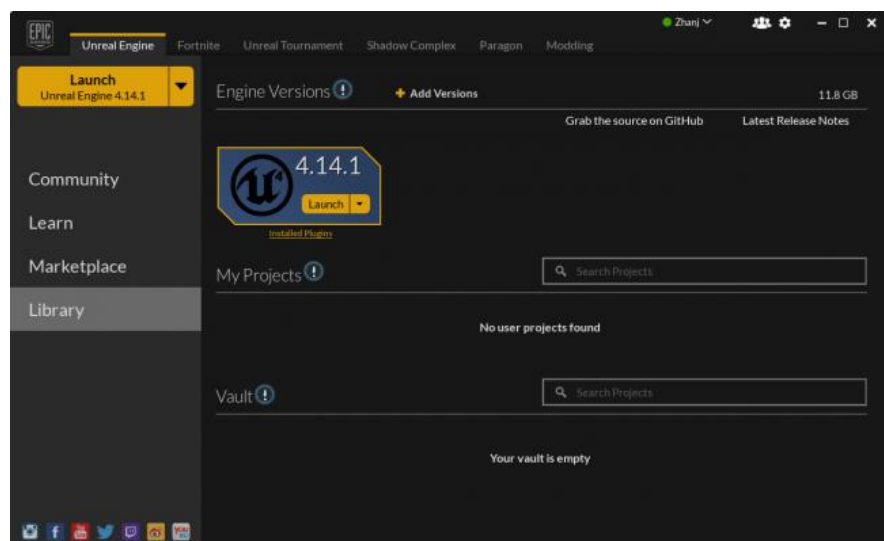 EPIC
Zhanj
Unreal Engine Fortnite Unreal Tournament Shadow Complex Paragon Modding
Launch
Unreal Engine 4.14.1
Engine Versions + Add Versions 11.8 GB
Grab the source on GitHub Latest Release Notes
4.14.1
Launch
Installed Plugins
Community
Learn
Marketplace
Library
My Projects Search Projects
No user projects found
Vault Search Projects
Your vault is empty